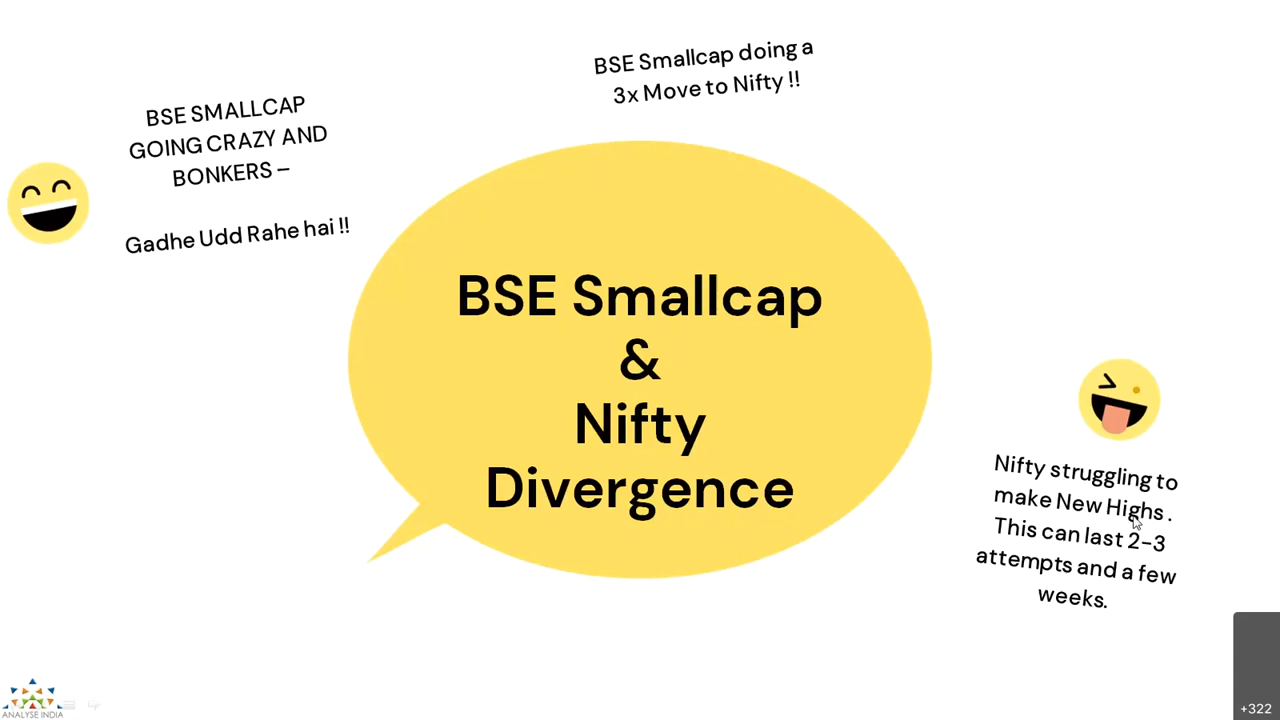 BSE Smallcap doing a
3x Move to Nifty !!
BSE SMALLCAP
GOING CRAZY AND
BONKERS –
Gadhe Udd Rahe hai !!
BSE Smallcap
&
Nifty
Divergence
Nifty struggling to
make New Highs .
This can last 2-3
attempts and a few
weeks.
ANALYSE INDIA
+322